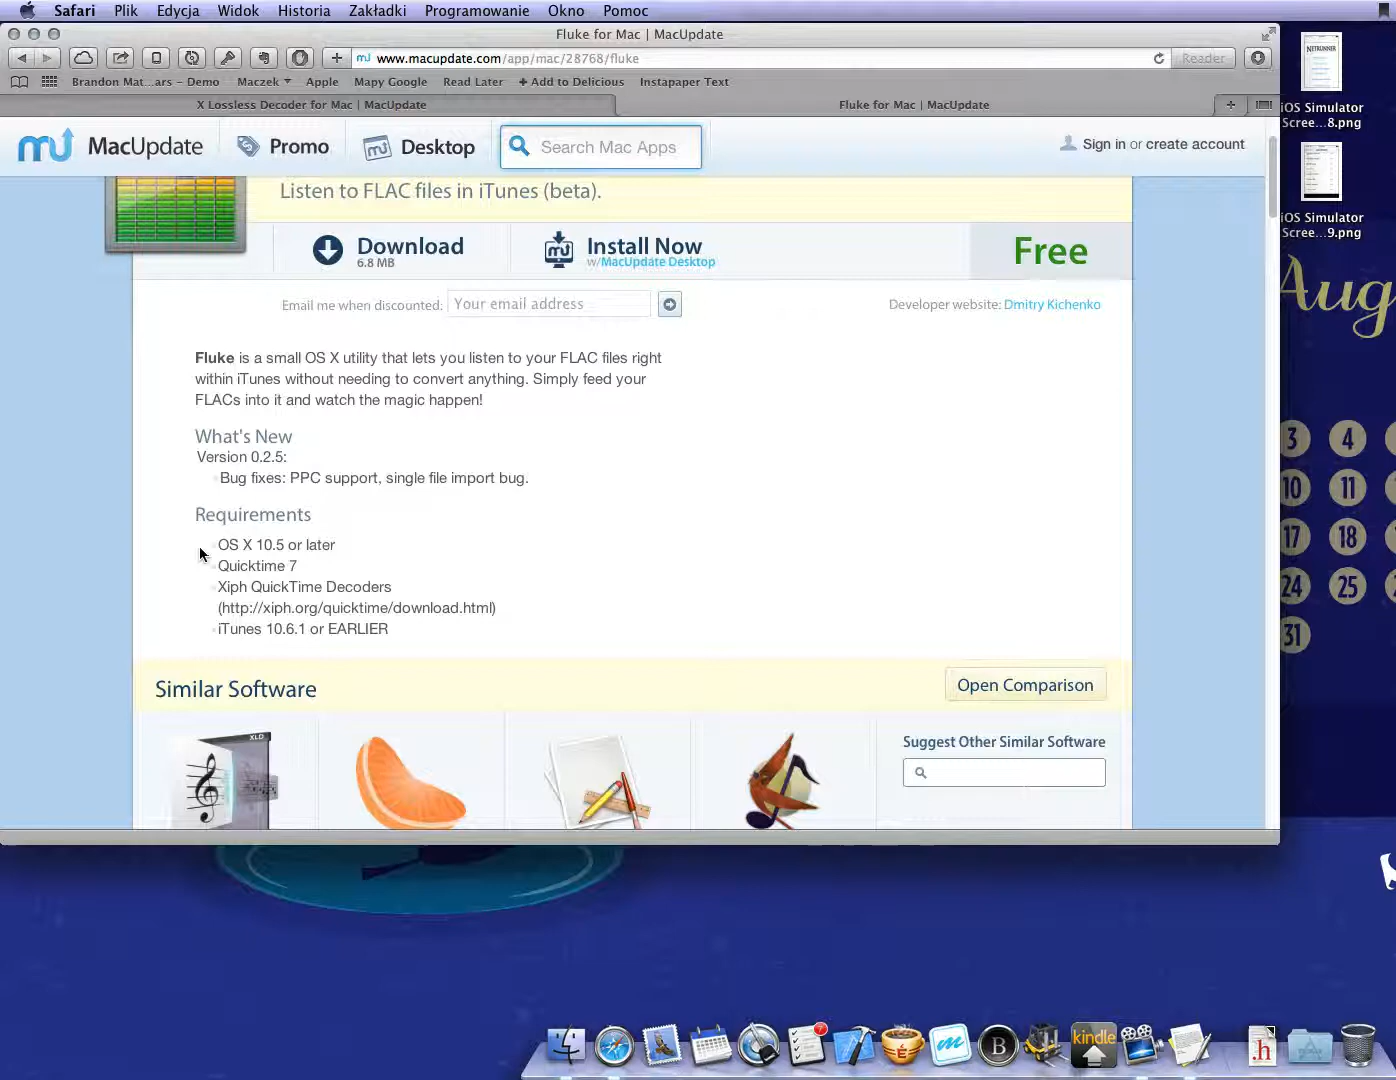 Safari Plik Edycja Widok Historia Zakładki Programowanie Okno Pomoc
Fluke for Mac | MacUpdate
www.macupdate.com/app/mac/28768/fluke
Reader
Brandon Mat...ars – Demo Maczek Apple Mapy Google Read Later + Add to Delicious Instapaper Text
X Lossless Decoder for Mac | MacUpdate
Fluke for Mac | MacUpdate
MacUpdate Promo Desktop Search Mac Apps
Sign in or create account
Listen to FLAC files in iTunes (beta).
Download
6.8 MB
Install Now
w/MacUpdate Desktop
Free
Email me when discounted: Your email address
Developer website: Dmitry Kichenko
Fluke is a small OS X utility that lets you listen to your FLAC files right
within iTunes without needing to convert anything. Simply feed your
FLACs into it and watch the magic happen!
What's New
Version 0.2.5:
Bug fixes: PPC support, single file import bug.
Requirements
OS X 10.5 or later
Quicktime 7
Xiph QuickTime Decoders
(http://xiph.org/quicktime/download.html)
iTunes 10.6.1 or EARLIER
Similar Software
Open Comparison
XLD
Suggest Other Similar Software
NETRUNNER
iOS Simulator
Scree...8.png
iOS Simulator
Scree...9.png
Aug
3 4
10 11
17 18
24 25
31
7
B
kindle
.h